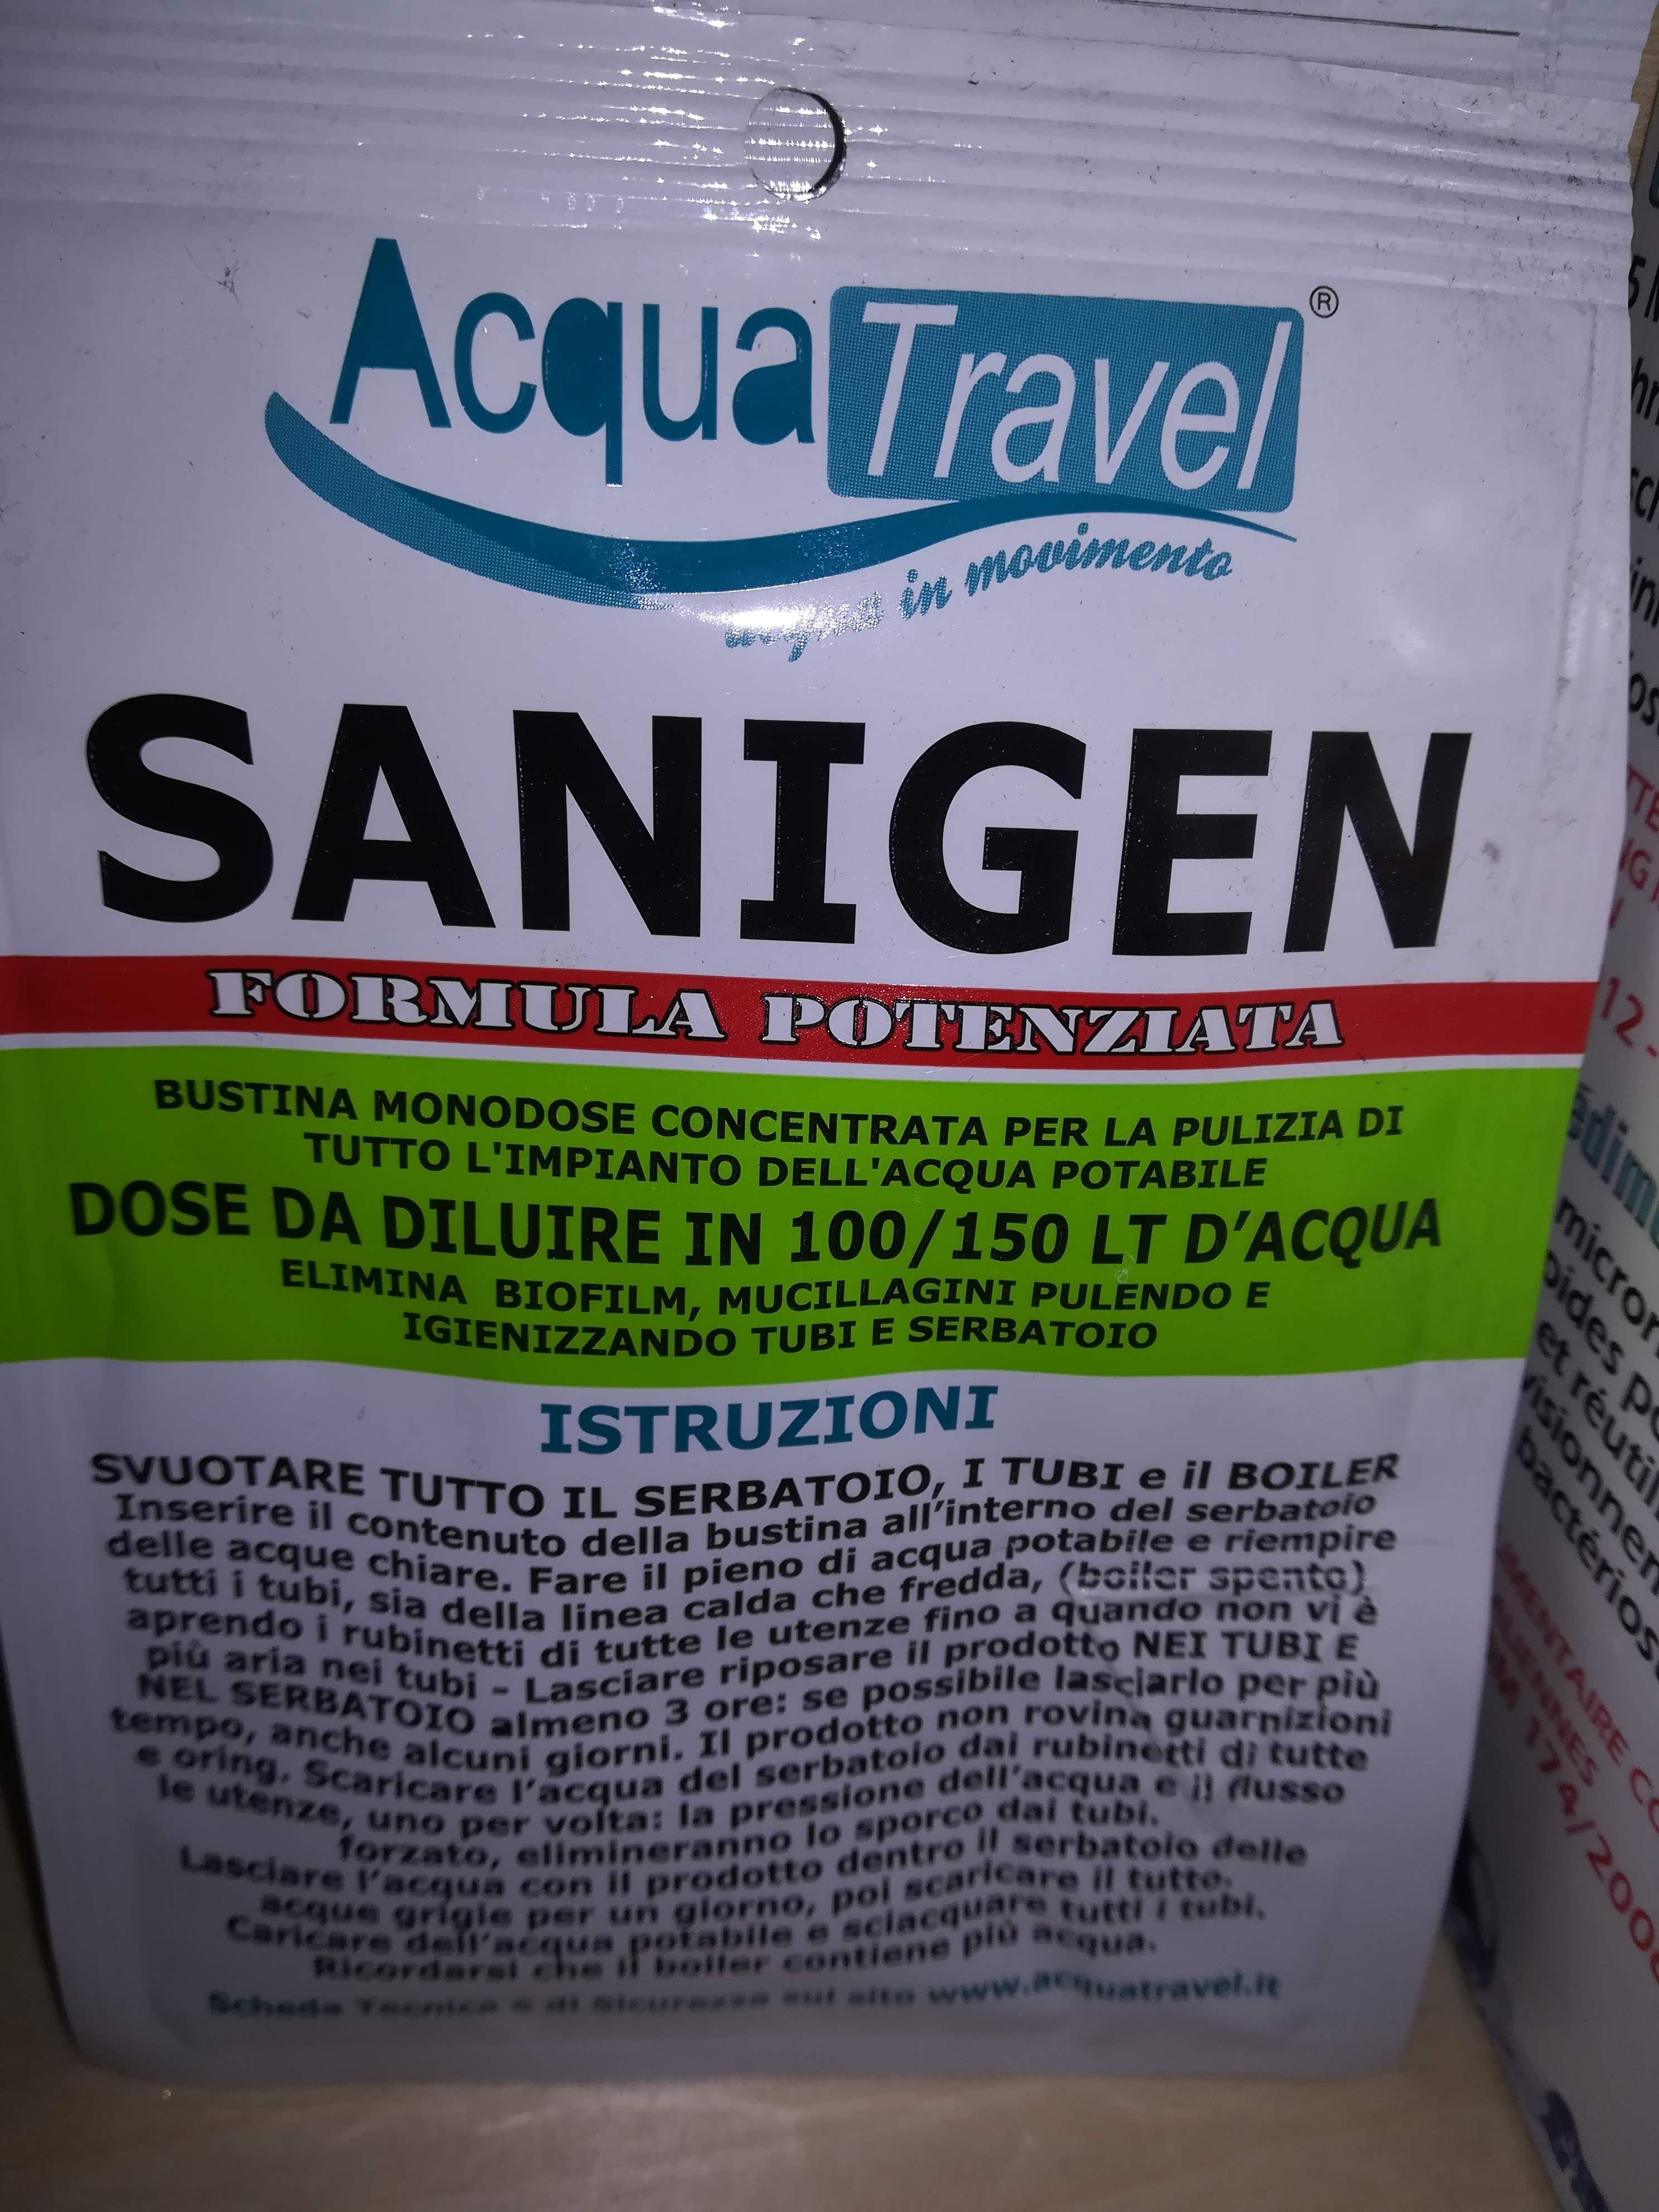 AcquaTravel®
acqua in movimento
SANIGEN
FORMULA POTENZIATA
BUSTINA MONODOSE CONCENTRATA PER LA PULIZIA DI
TUTTO L'IMPIANTO DELL'ACQUA POTABILE
DOSE DA DILUIRE IN 100/150 LT D'ACQUA
ELIMINA BIOFILM, MUCILLAGINI PULENDO E
IGIENIZZANDO TUBI E SERBATOIO
ISTRUZIONI
SVUOTARE TUTTO IL SERBATOIO, I TUBI e il BOILER
Inserire il contenuto della bustina all'interno del serbatoio
delle acque chiare. Fare il pieno di acqua potabile e riempire
tutti i tubi, sia della linea calda che fredda, (boiler spento)
aprendo i rubinetti di tutte le utenze fino a quando non vi è
più aria nei tubi - Lasciare riposare il prodotto NEI TUBI E
NEL SERBATOIO almeno 3 ore: se possibile lasciarlo per più
tempo, anche alcuni giorni. Il prodotto non rovina guarnizioni
e oring. Scaricare l'acqua del serbatoio dai rubinetti di tutte
le utenze, uno per volta: la pressione dell'acqua e il flusso
forzato, elimineranno lo sporco dai tubi.
Lasciare l'acqua con il prodotto dentro il serbatoio delle
acque grigie per un giorno, poi scaricare il tutto.
Caricare dell'acqua potabile e sciacquare tutti i tubi.
Ricordarsi che il boiler contiene più acqua.
Scheda Tecnica e di Sicurezza sul sito www.acquatravel.it
12 -
micron
et réutil
bactérios
174/200